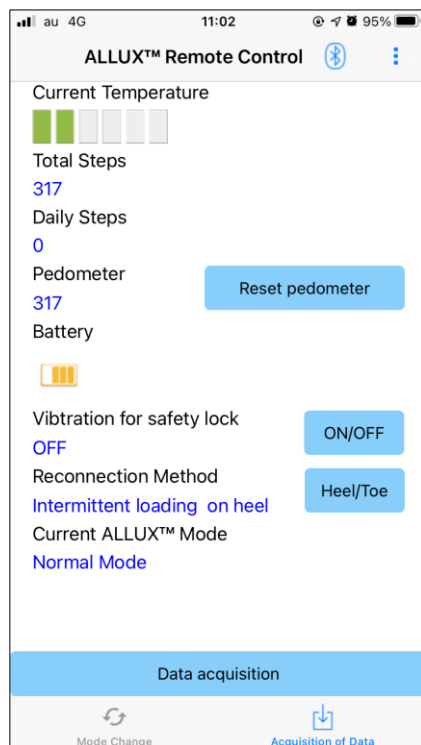 au 4G 11:02 95%
ALLUX™ Remote Control
Current Temperature
Total Steps
317
Daily Steps
0
Pedometer
317
Reset pedometer
Battery
Vibtration for safety lock
OFF
ON/OFF
Reconnection Method
Intermittent loading on heel
Heel/Toe
Current ALLUX™ Mode
Normal Mode
Data acquisition
Mode Change
Acquisition of Data